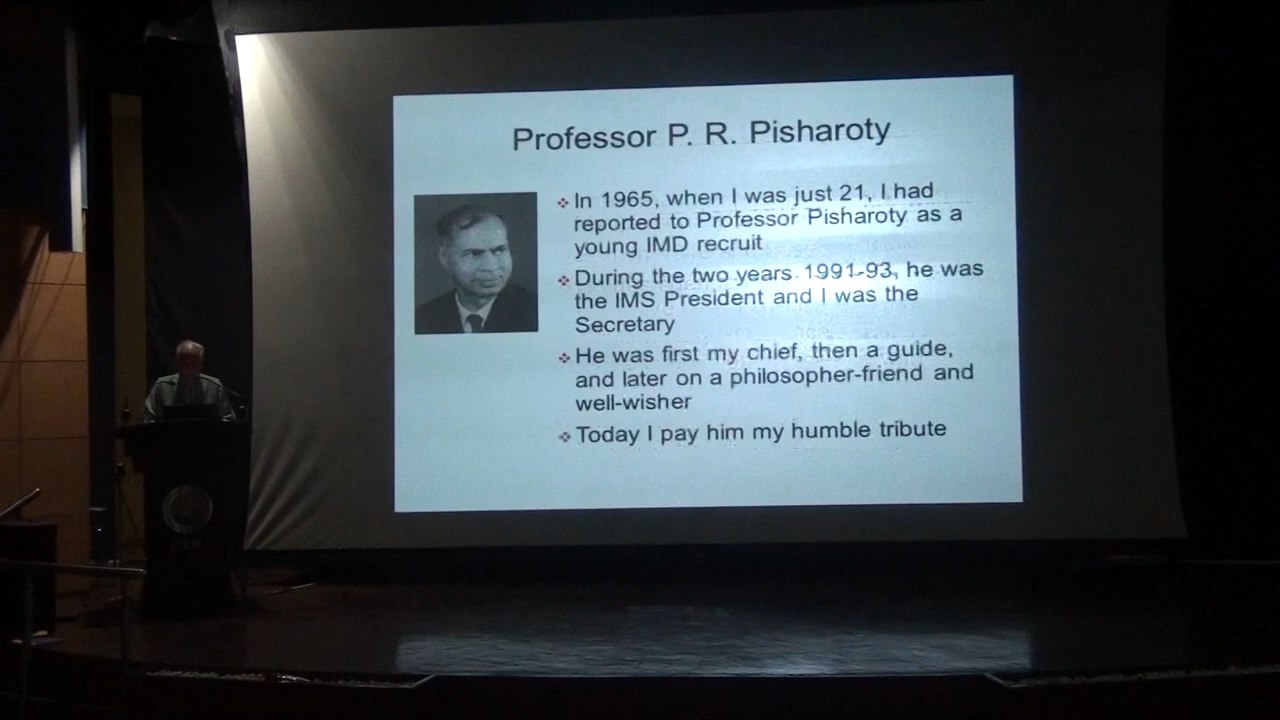 Professor P. R. Pisharoty
❖ In 1965, when I was just 21, I had
reported to Professor Pisharoty as a
young IMD recruit
❖ During the two years 1991-93, he was
the IMS President and I was the
Secretary
❖ He was first my chief, then a guide,
and later on a philosopher-friend and
well-wisher
❖ Today I pay him my humble tribute